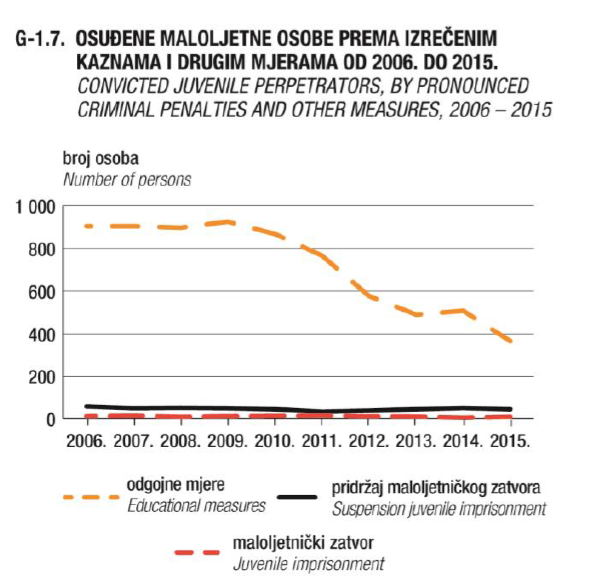 G-1.7. OSUĐENE MALOLJETNE OSOBE PREMA IZREČENIM
KAZNAMA I DRUGIM MJERAMA OD 2006. DO 2015.
CONVICTED JUVENILE PERPETRATORS, BY PRONOUNCED
CRIMINAL PENALTIES AND OTHER MEASURES, 2006 – 2015
broj osoba
Number of persons
1 000
800
600
400
200
0
2006. 2007. 2008. 2009. 2010. 2011. 2012. 2013. 2014. 2015.
odgojne mjere
Educational measures
pridržaj maloljetničkog zatvora
Suspension juvenile imprisonment
maloljetnički zatvor
Juvenile imprisonment